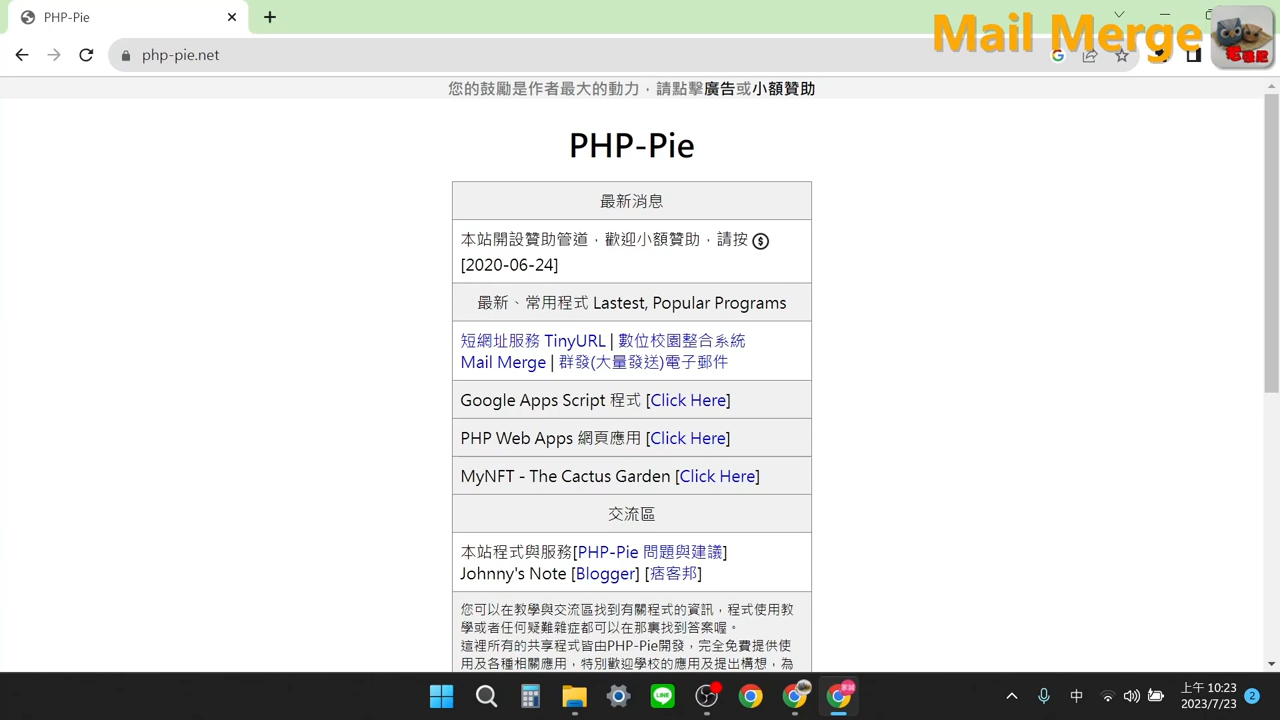 PHP-Pie
Mail Merge
php-pie.net
您的鼓勵是作者最大的動力，請點擊廣告或小額贊助
PHP-Pie
最新消息
本站開設贊助管道，歡迎小額贊助，請按
[2020-06-24]
最新、常用程式 Lastest, Popular Programs
短網址服務 TinyURL | 數位校園整合系統
Mail Merge | 群發(大量發送)電子郵件
Google Apps Script 程式 [Click Here]
PHP Web Apps 網頁應用 [Click Here]
MyNFT - The Cactus Garden [Click Here]
交流區
本站程式與服務[PHP-Pie 問題與建議]
Johnny's Note [Blogger] [痞客邦]
您可以在教學與交流區找到有關程式的資訊，程式使用教
學或者任何疑難雜症都可以在那裏找到答案喔。
這裡所有的共享程式皆由PHP-Pie開發，完全免費提供使
用及各種相關應用，特別歡迎學校的應用及提出構想，為
中
上午 10:23
2023/7/23
2